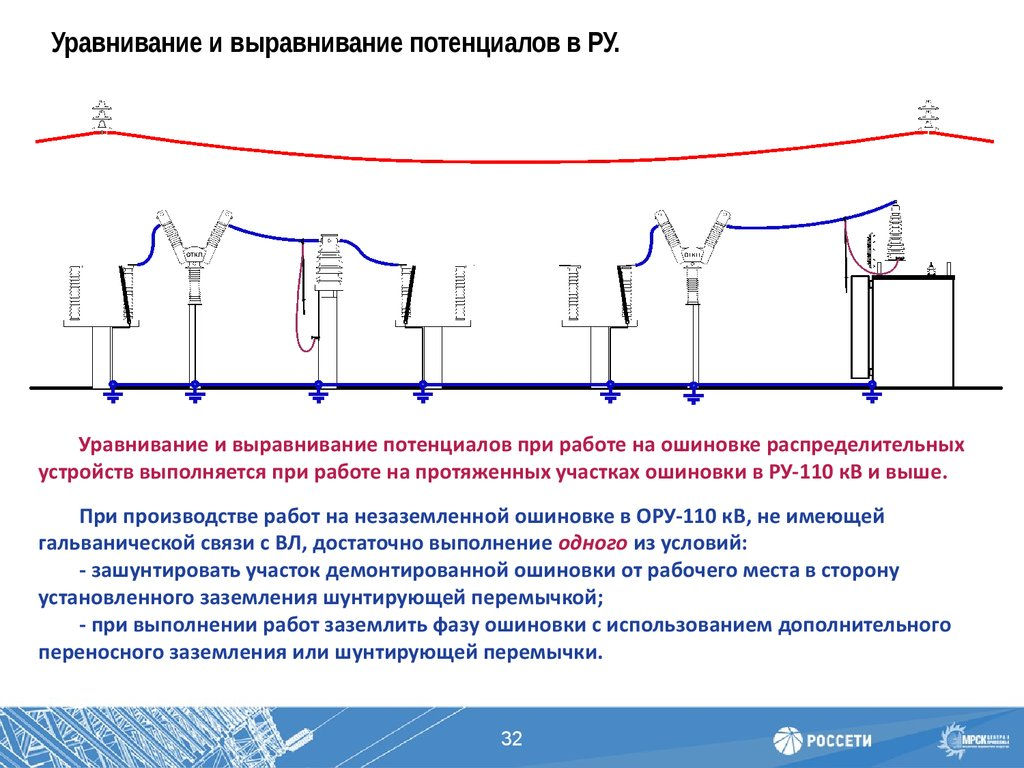 Уравнивание и выравнивание потенциалов в РУ.
ОТКЛ
ОТКЛ
Уравнивание и выравнивание потенциалов при работе на ошиновке распределительных
устройств выполняется при работе на протяженных участках ошиновки в РУ-110 кВ и выше.
При производстве работ на незаземленной ошиновке в ОРУ-110 кВ, не имеющей
гальванической связи с ВЛ, достаточно выполнение одного из условий:
- зашунтировать участок демонтированной ошиновки от рабочего места в сторону
установленного заземления шунтирующей перемычкой;
- при выполнении работ заземлить фазу ошиновки с использованием дополнительного
переносного заземления или шунтирующей перемычки.
32
РОССЕТИ
МРСК ЦЕНТРА И
ПРИВОЛЖЬЯ